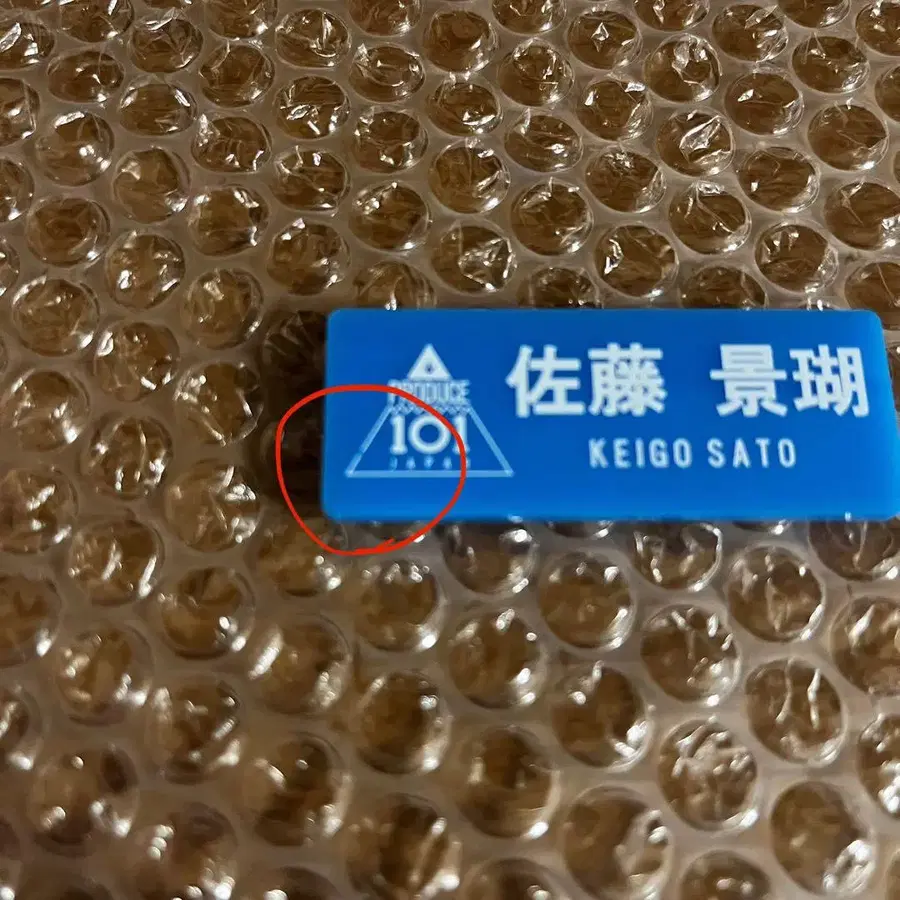 PRODUCE
101
JAPAN
佐藤 景瑚
KEIGO SATO